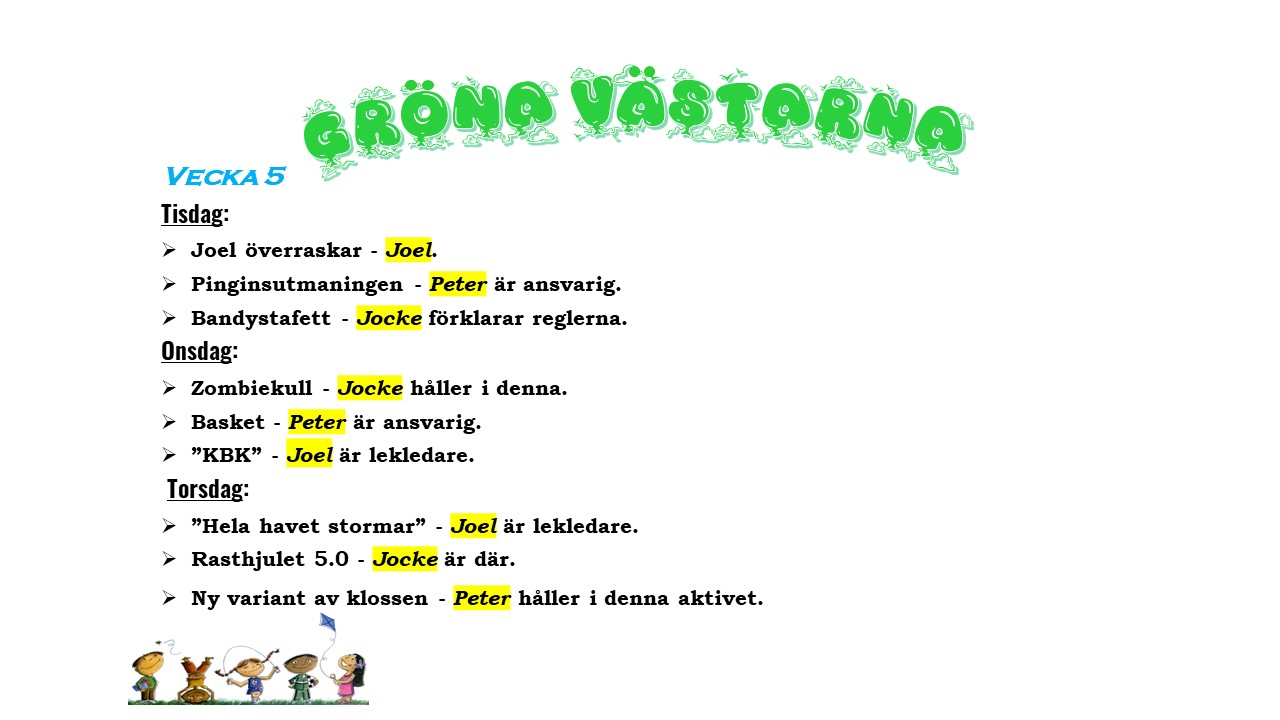 GRÖNA VÄSTARNA
VECKA 5
Tisdag:
➢ Joel överraskar - Joel.
➢ Pinginsutmaningen - Peter är ansvarig.
➢ Bandystafett - Jocke förklarar reglerna.
Onsdag:
➢ Zombiekull - Jocke håller i denna.
➢ Basket - Peter är ansvarig.
➢ ”KBK” - Joel är lekledare.
Torsdag:
➢ ”Hela havet stormar” - Joel är lekledare.
➢ Rasthjulet 5.0 - Jocke är där.
➢ Ny variant av klossen - Peter håller i denna aktivet.